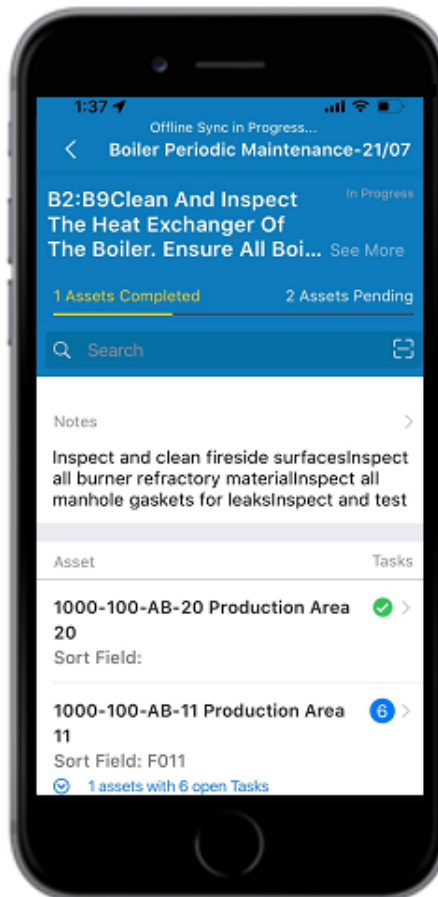 1:37
Offline Sync in Progress...
Boiler Periodic Maintenance-21/07
B2:B9Clean And Inspect
In Progress
The Heat Exchanger Of
The Boiler. Ensure All Boi... See More
1 Assets Completed
2 Assets Pending
Search
Notes
Inspect and clean fireside surfacesInspect
all burner refractory materialInspect all
manhole gaskets for leaksInspect and test
Asset
Tasks
1000-100-AB-20 Production Area
20
Sort Field:
1000-100-AB-11 Production Area
6
11
Sort Field: F011
1 assets with 6 open Tasks